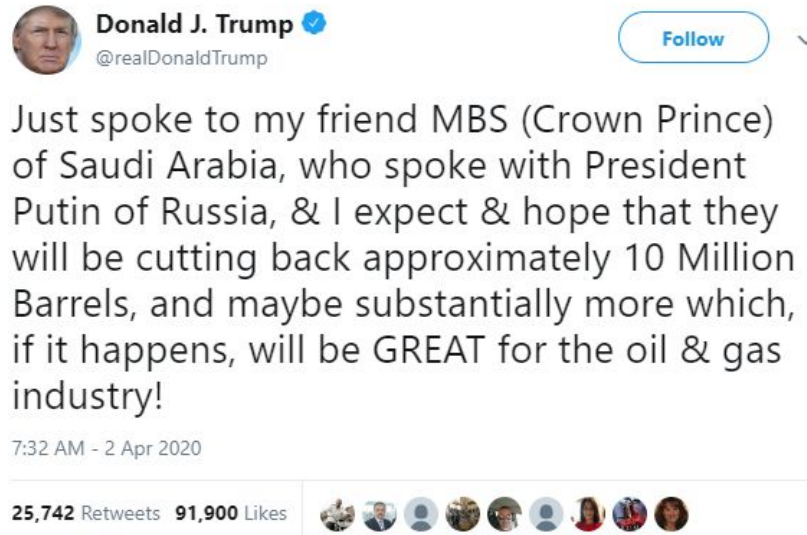 Donald J. Trump
@realDonaldTrump
Follow
Just spoke to my friend MBS (Crown Prince)
of Saudi Arabia, who spoke with President
Putin of Russia, & I expect & hope that they
will be cutting back approximately 10 Million
Barrels, and maybe substantially more which,
if it happens, will be GREAT for the oil & gas
industry!
7:32 AM - 2 Apr 2020
25,742 Retweets 91,900 Likes